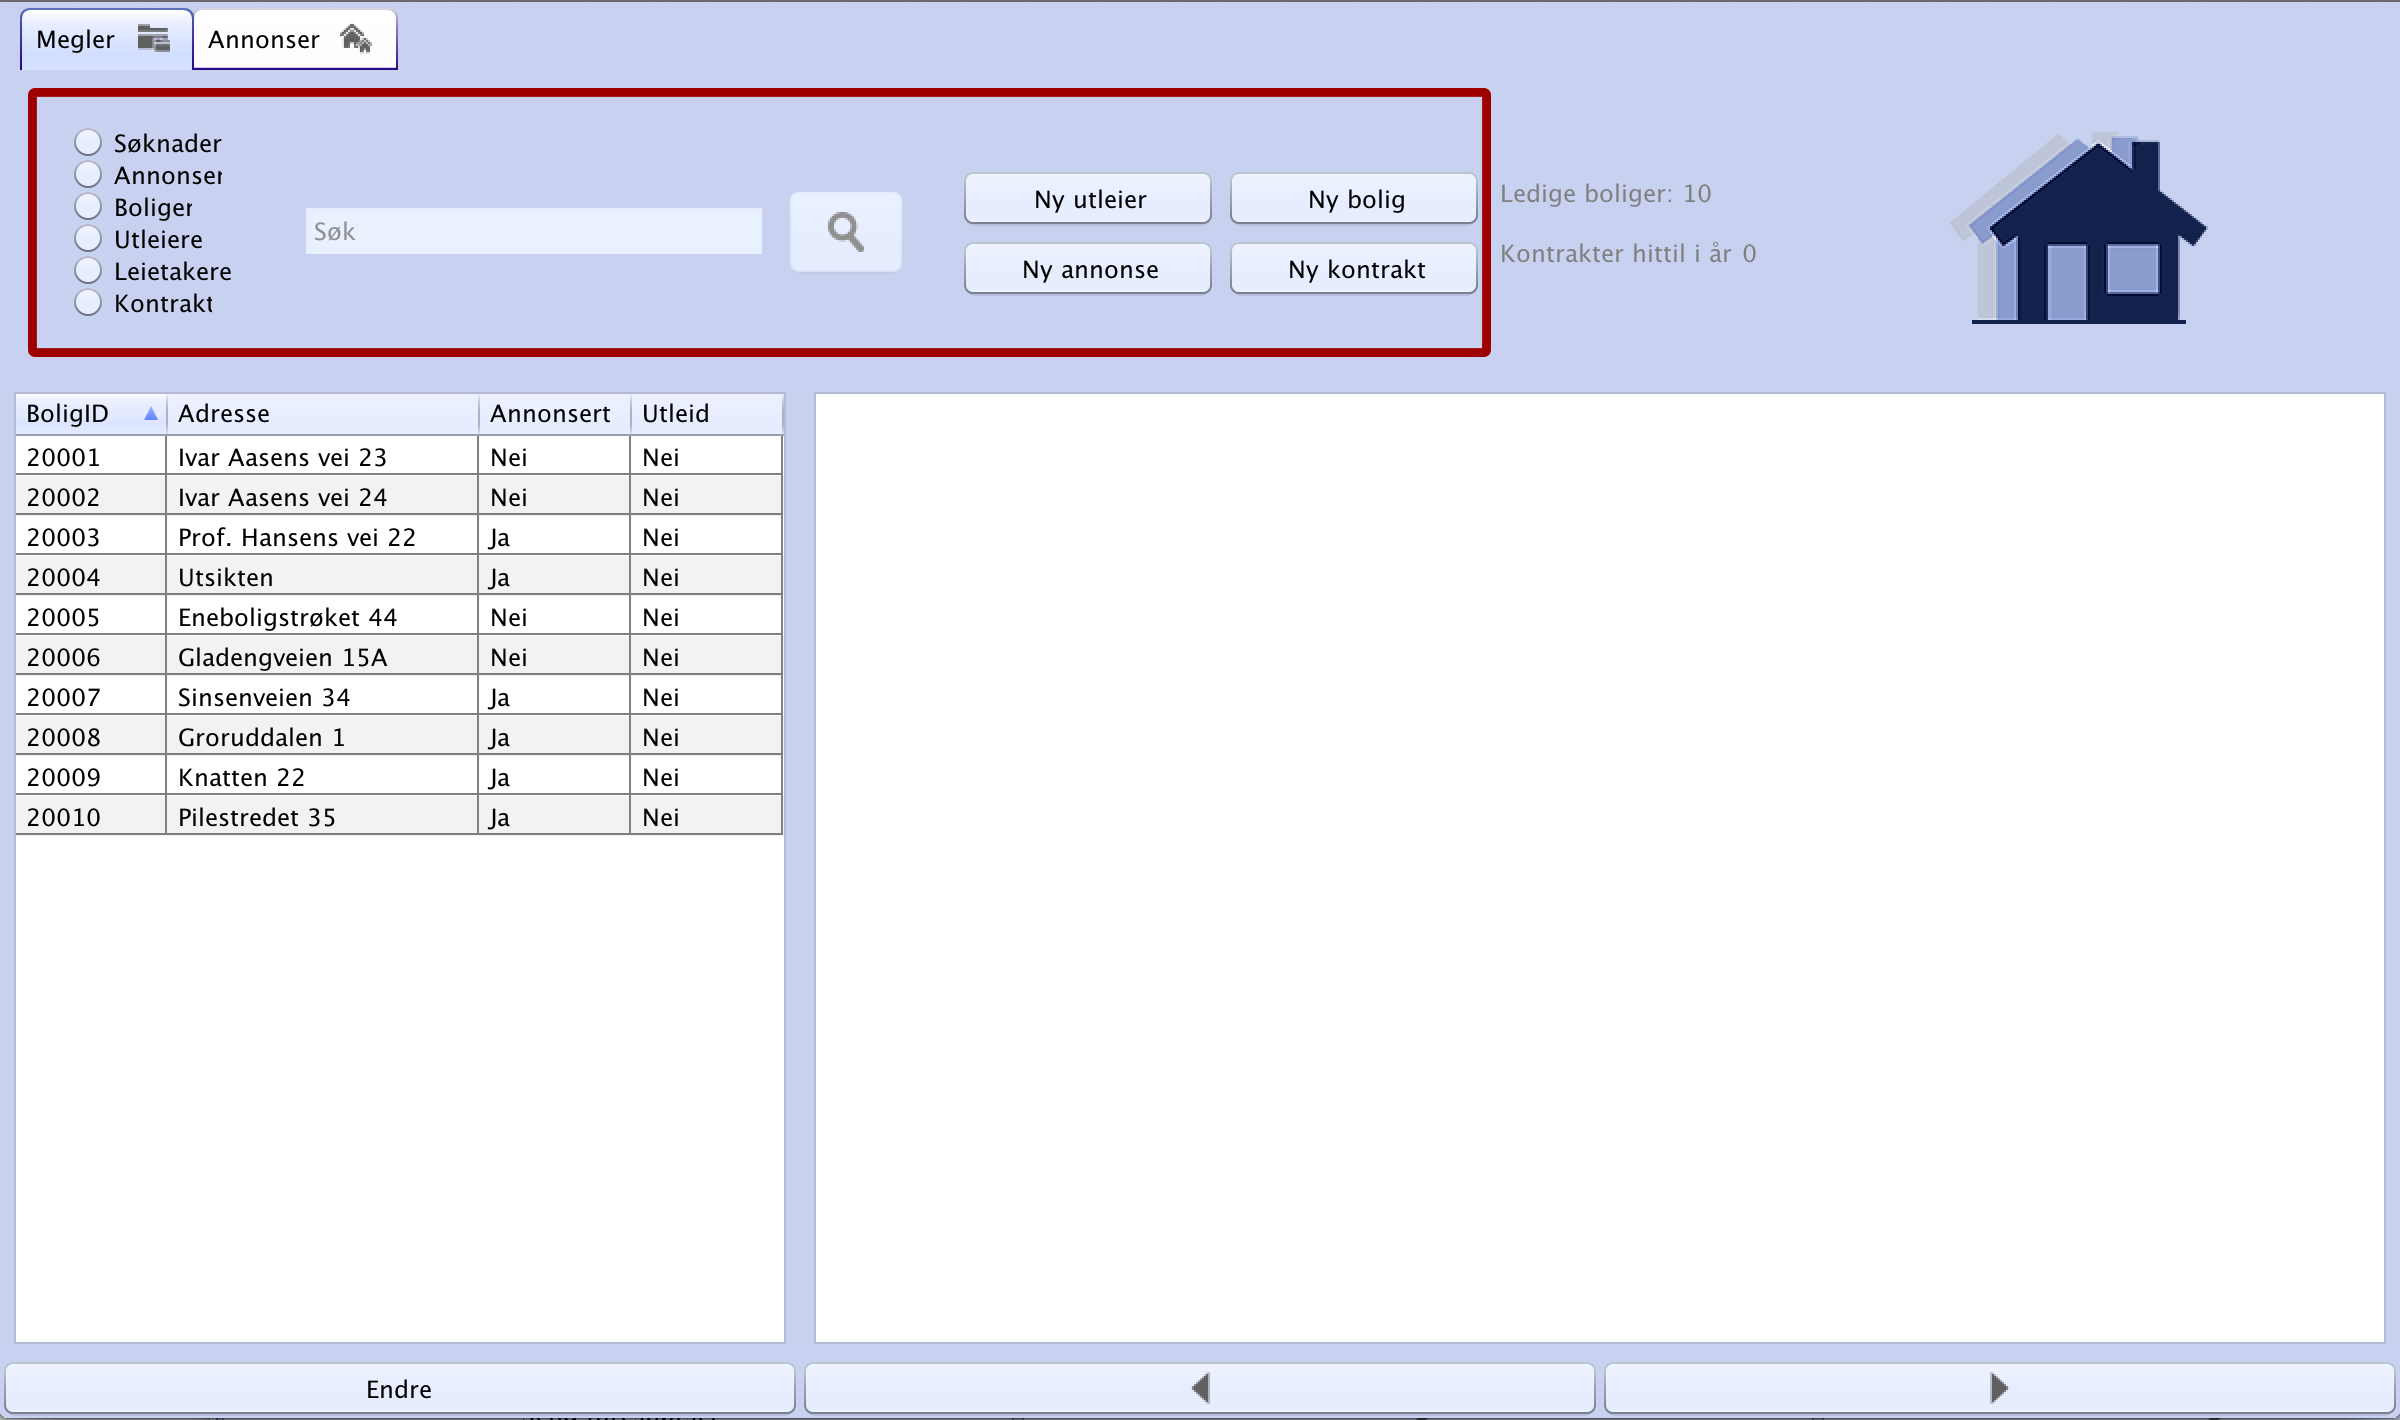 Megler
Annonser
Søknader
Annonser
Boliger
Utleiere
Leietakere
Kontrakt
Søk
Ny utleier
Ny bolig
Ny annonse
Ny kontrakt
Ledige boliger: 10
Kontrakter hittil i år 0
BoligID Adresse Annonsert Utleid
20001 Ivar Aasens vei 23 Nei Nei
20002 Ivar Aasens vei 24 Nei Nei
20003 Prof. Hansens vei 22 Ja Nei
20004 Utsikten Ja Nei
20005 Eneboligstrøket 44 Nei Nei
20006 Gladengveien 15A Nei Nei
20007 Sinsenveien 34 Ja Nei
20008 Groruddalen 1 Ja Nei
20009 Knatten 22 Ja Nei
20010 Pilestredet 35 Ja Nei
Endre